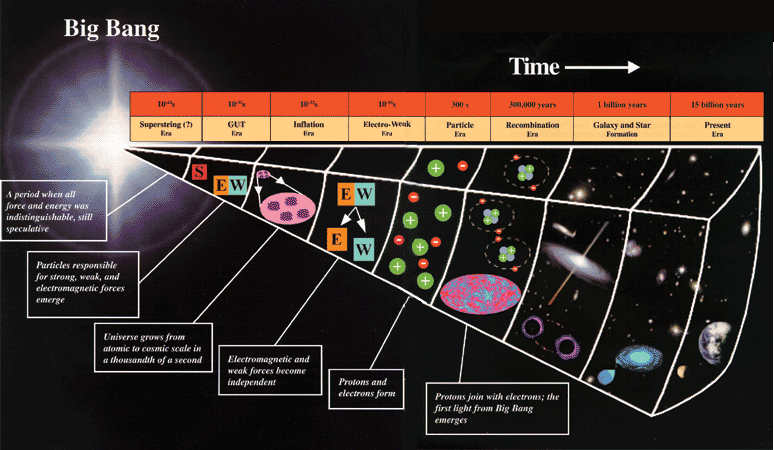 Big Bang
Time
10⁻⁴⁴s
10⁻³⁶s
10⁻³²s
10⁻¹⁰s
300 s
300,000 years
1 billion years
15 billion years
Superstring (?)
Era
GUT
Era
Inflation
Era
Electro-Weak
Era
Particle
Era
Recombination
Era
Galaxy and Star
Formation
Present
Era
S
E W
E W
E
W
A period when all
force and energy was
indistinguishable, still
speculative
Particles responsible
for strong, weak, and
electromagnetic forces
emerge
Universe grows from
atomic to cosmic scale in
a thousandth of a second
Electromagnetic and
weak forces become
independent
Protons and
electrons form
Protons join with electrons; the
first light from Big Bang
emerges